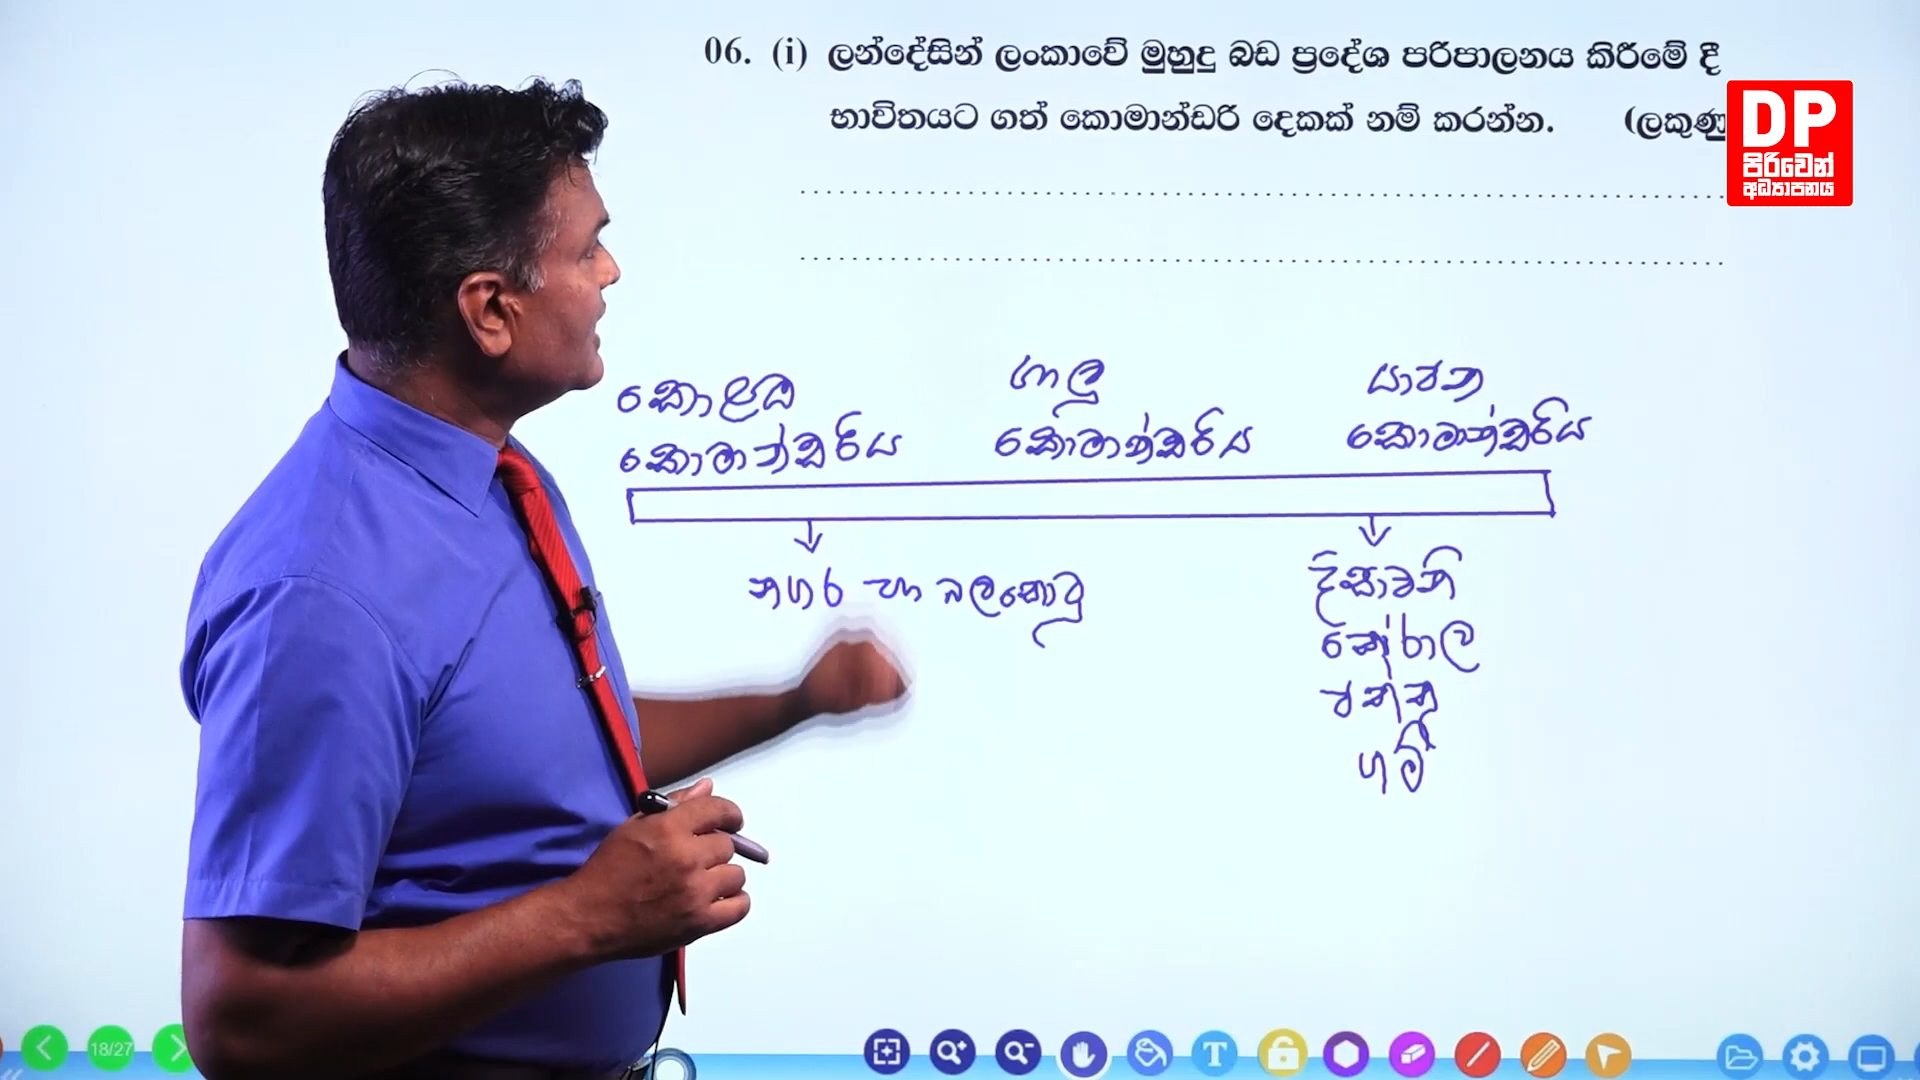 06. (i) ලන්දේසින් ලංකාවේ මුහුදු බඩ ප්‍රදේශ පරිපාලනය කිරීමේ දී
භාවිතයට ගත් කොමාන්ඩරි දෙකක් නම් කරන්න. (ලකුණු
DP
පිරිවෙන්
අධ්‍යාපනය
කොළඹ
කොමාන්ඩරිය
ගාලු
කොමාන්ඩරිය
යාපන
කොමාන්ඩරිය
නගර හා බලකොටු
දිසාවනි
කෝරාල
පත්තු
ගම්
18/27
T